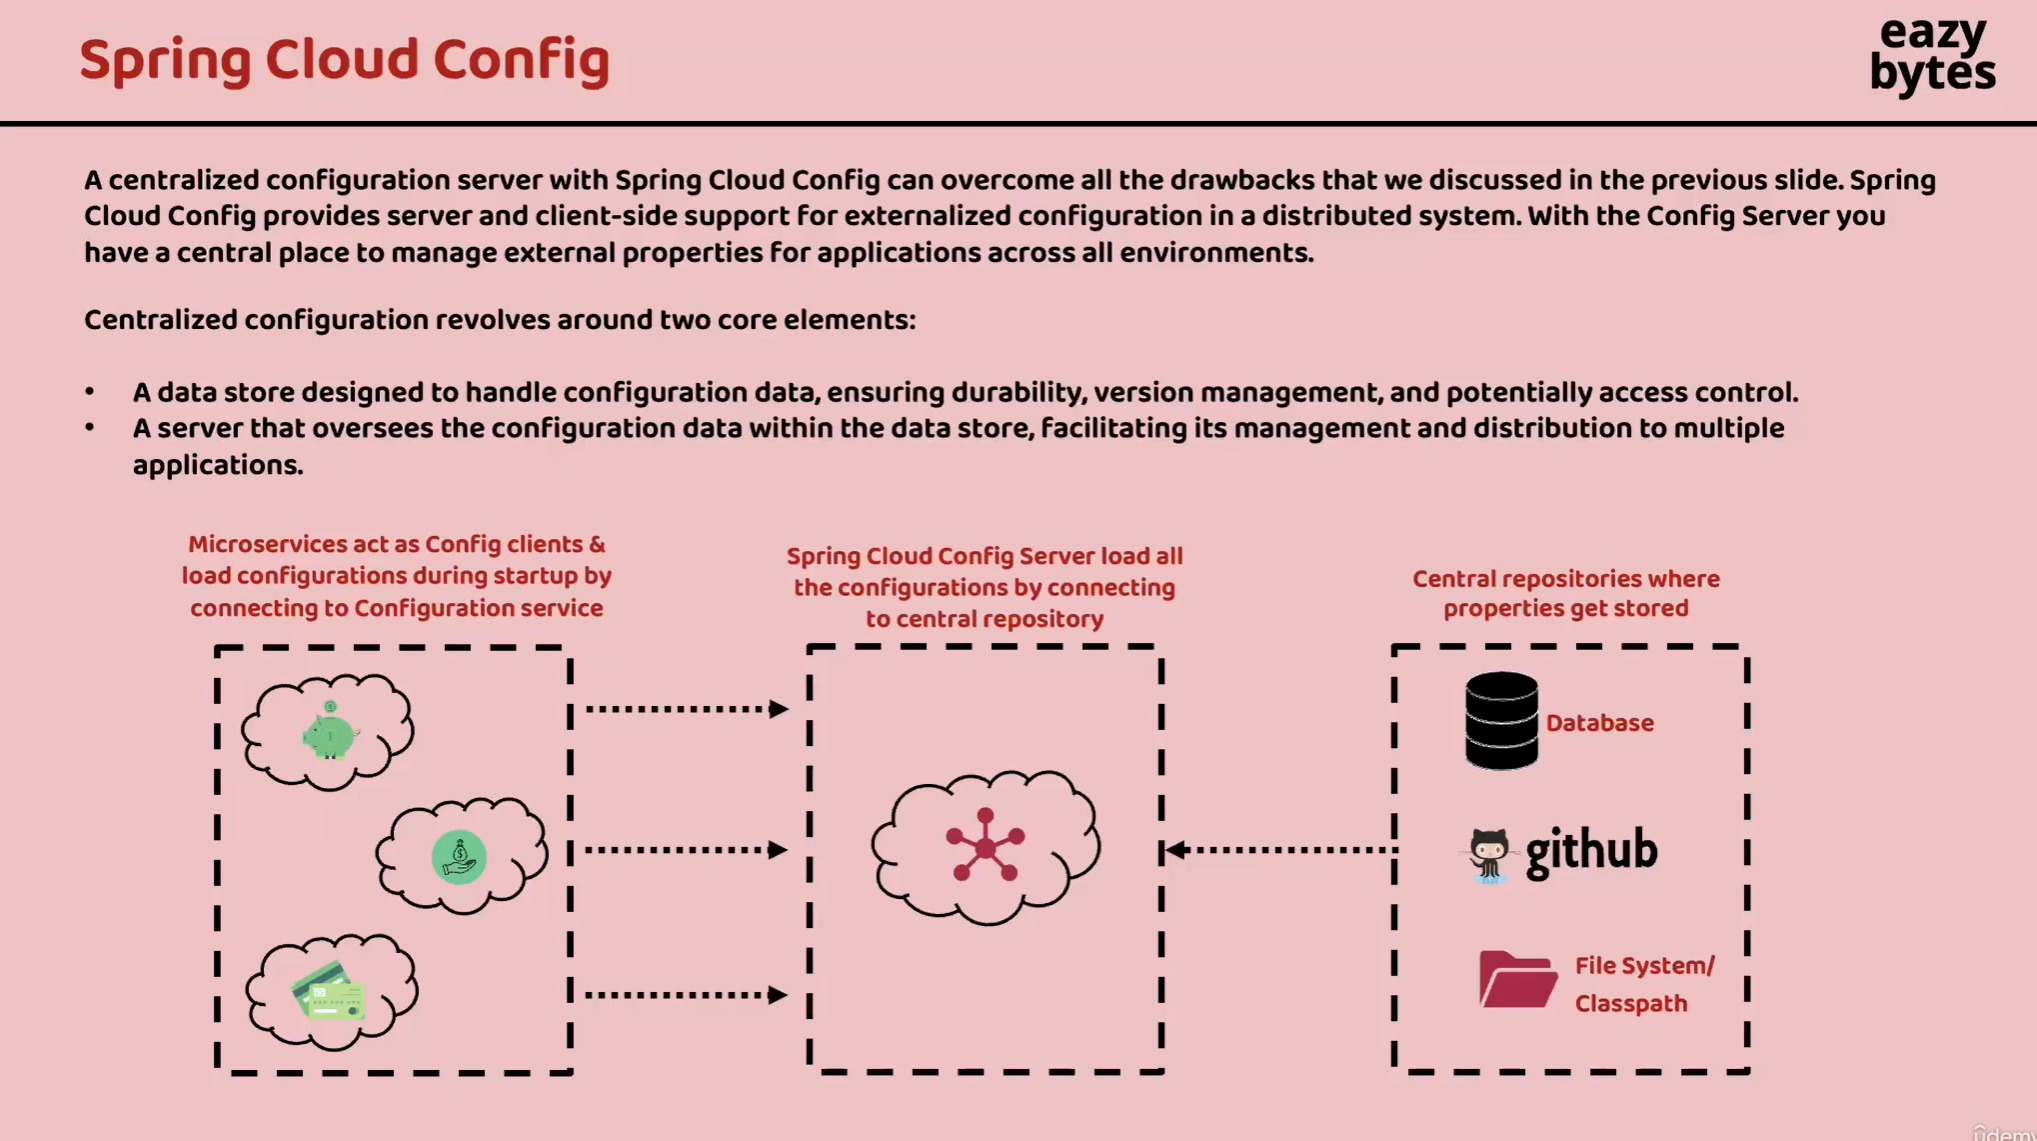 Spring Cloud Config
eazy
bytes
A centralized configuration server with Spring Cloud Config can overcome all the drawbacks that we discussed in the previous slide. Spring
Cloud Config provides server and client-side support for externalized configuration in a distributed system. With the Config Server you
have a central place to manage external properties for applications across all environments.
Centralized configuration revolves around two core elements:
• A data store designed to handle configuration data, ensuring durability, version management, and potentially access control.
• A server that oversees the configuration data within the data store, facilitating its management and distribution to multiple
applications.
Microservices act as Config clients &
load configurations during startup by
connecting to Configuration service
Spring Cloud Config Server load all
the configurations by connecting
to central repository
Central repositories where
properties get stored
Database
github
File System/
Classpath
ûdemy